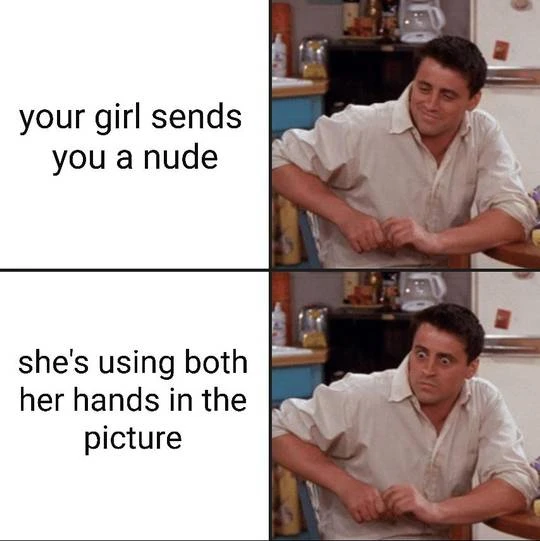 your girl sends
you a nude
she's using both
her hands in the
picture